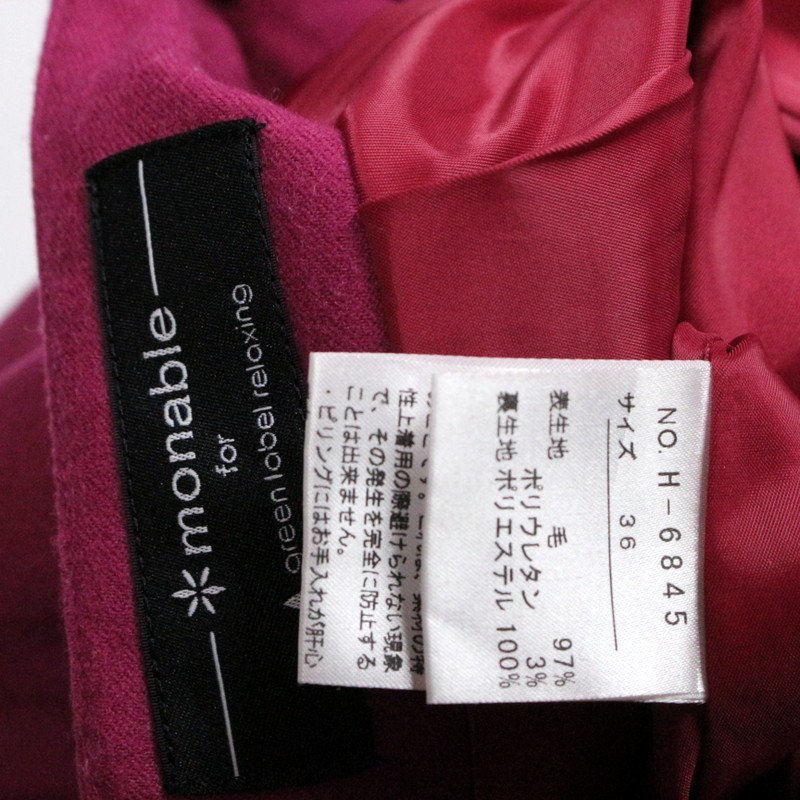 monable
for
green label relaxing
NO. H-6845
サイズ 36
表生地 毛 97%
ポリウレタン 3%
裏生地 ポリエステル 100%
性上着用の際避けられない現象
で、その発生を完全に防止する
ことは出来ません。
・ピリングにはお手入れが肝心